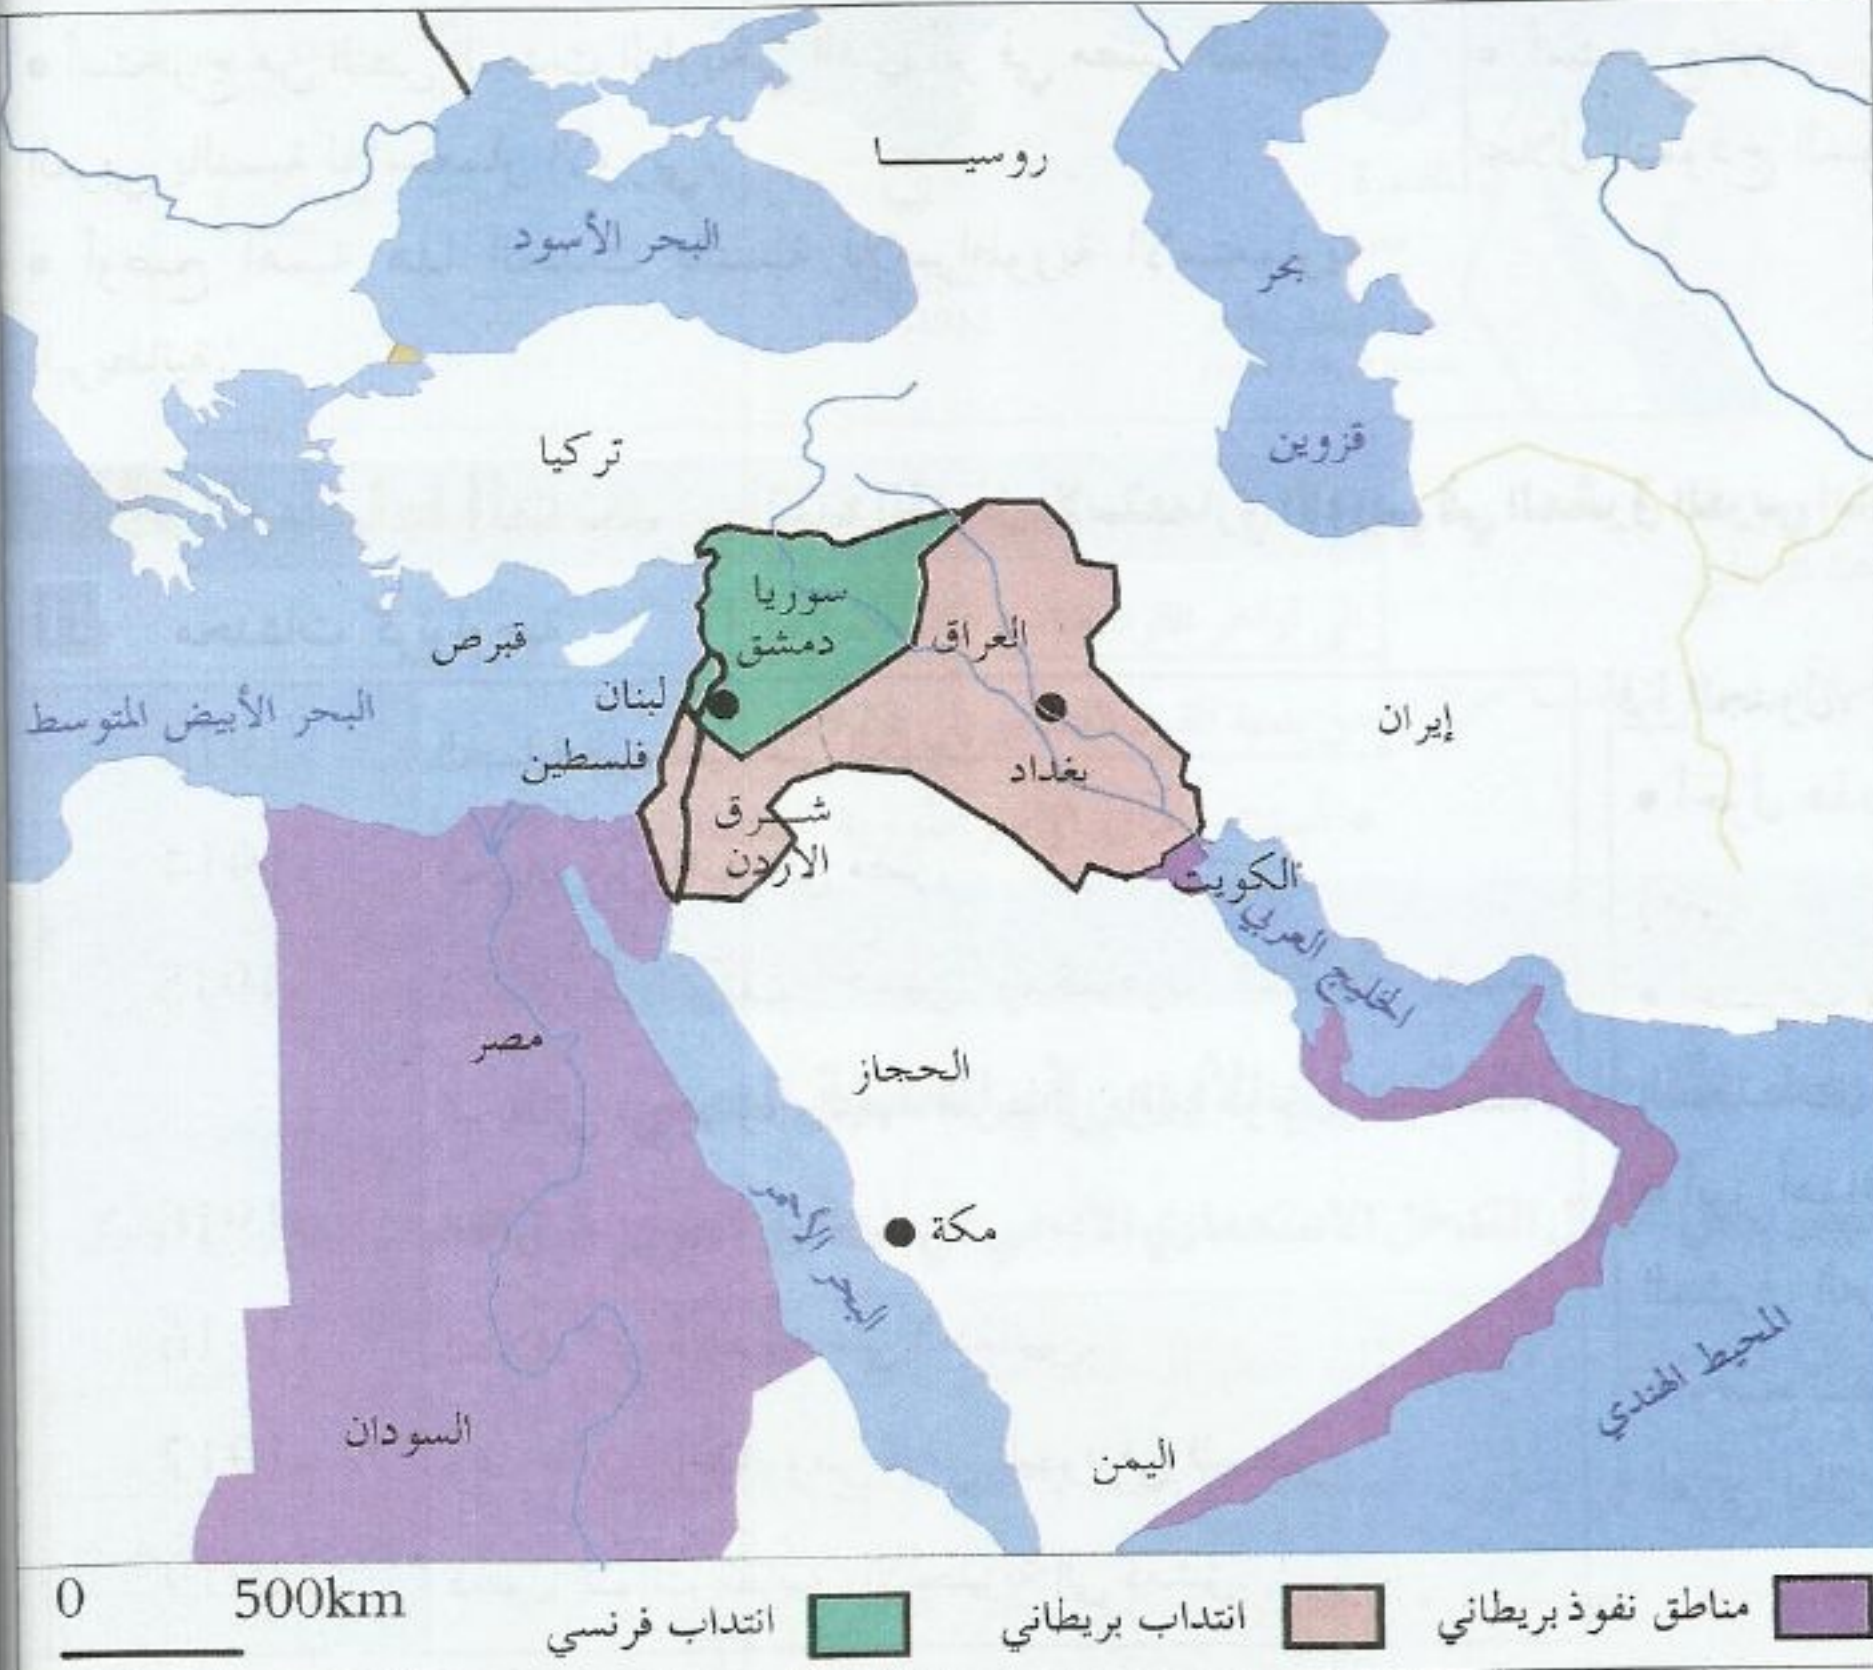 روسيا
البحر الأسود
بحر
قزوين
تركيا
سوريا
دمشق
العراق
قبرص
لبنان
البحر الأبيض المتوسط
إيران
فلسطين
بغداد
شرق
الأردن
الكويت
الخليج العربي
مصر
الحجاز
مكة
البحر الأحمر
المحيط الهندي
السودان
اليمن
0 500km
مناطق نفوذ بريطاني
انتداب بريطاني
انتداب فرنسي